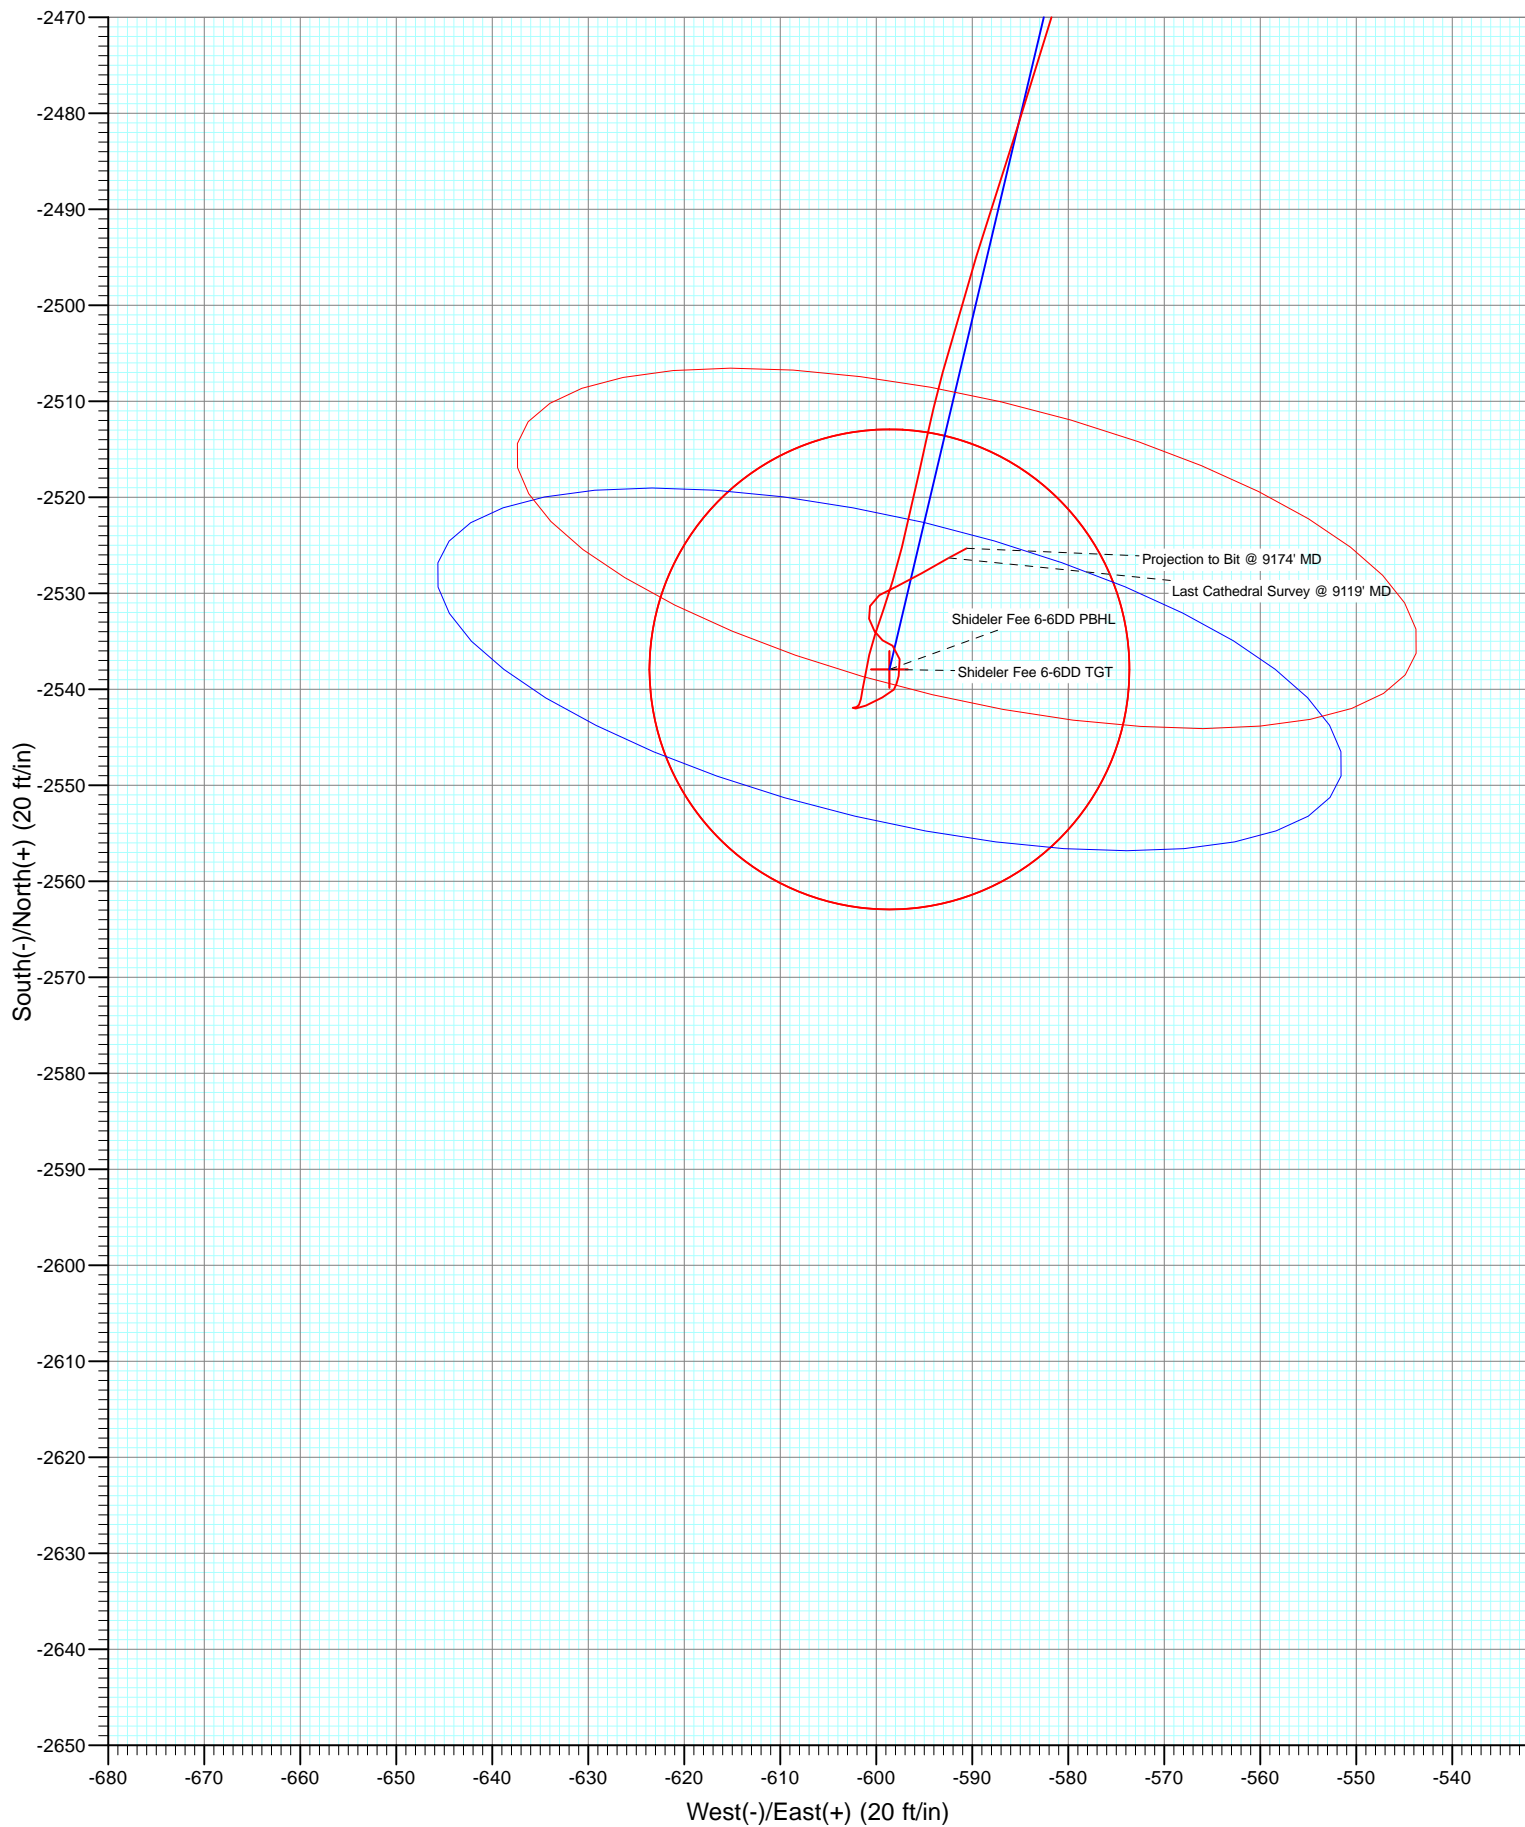 -2470
-2480
-2490
-2500
-2510
-2520
-2530
-2540
-2550
-2560
-2570
-2580
-2590
-2600
-2610
-2620
-2630
-2640
-2650
South(-)/North(+) (20 ft/in)
Projection to Bit @ 9174' MD
Last Cathedral Survey @ 9119' MD
Shideler Fee 6-6DD PBHL
Shideler Fee 6-6DD TGT
-680 -670 -660 -650 -640 -630 -620 -610 -600 -590 -580 -570 -560 -550 -540
West(-)/East(+) (20 ft/in)